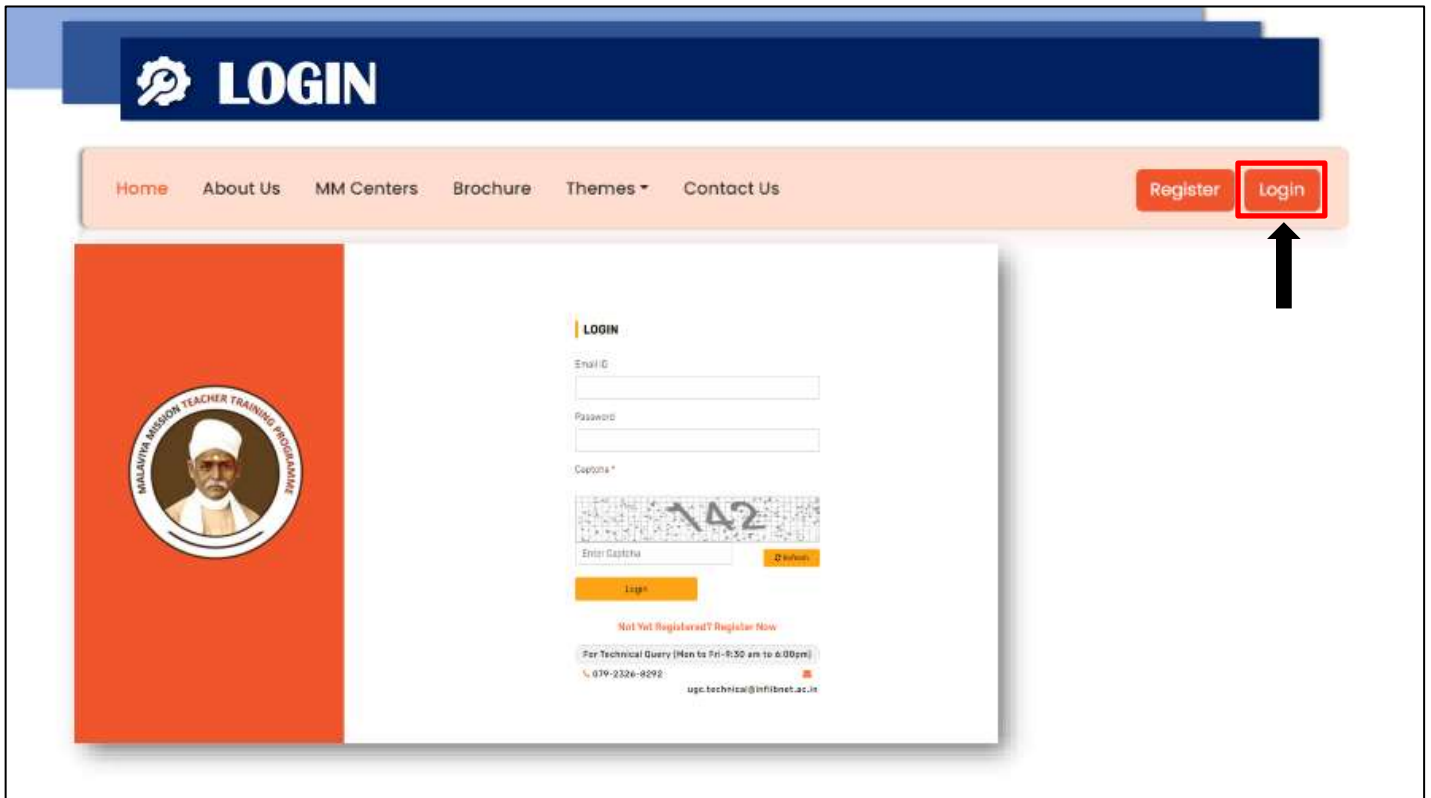 LOGIN
Home About Us MM Centers Brochure Themes Contact Us Register Login
MALAVIYA MISSION TEACHER TRAINING PROGRAMME
LOGIN
Email ID
Password
Captcha *
142
Enter Captcha Refresh
Login
Not Yet Registered? Register Now
For Technical Query (Mon to Fri-9:30 am to 6:00pm)
079-2326-8292
ugc.technical@inflibnet.ac.in